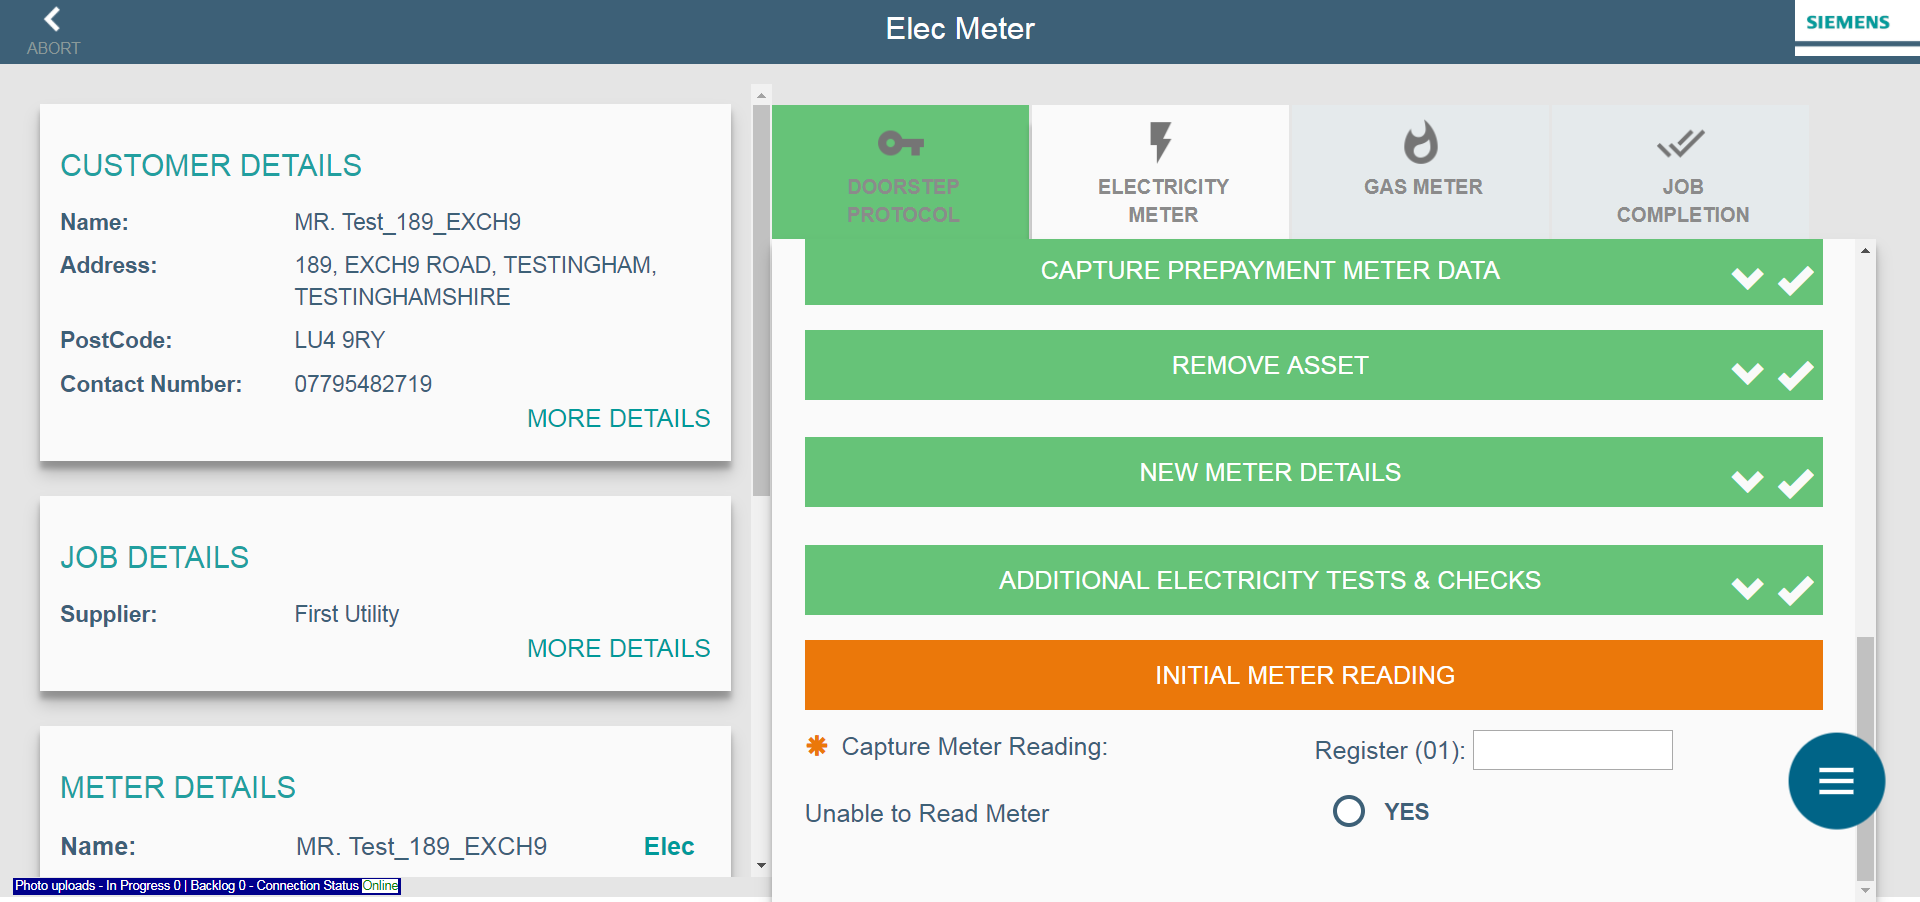 ABORT
Elec Meter
SIEMENS
CUSTOMER DETAILS
Name: MR. Test_189_EXCH9
Address: 189, EXCH9 ROAD, TESTINGHAM,
TESTINGHAMSHIRE
PostCode: LU4 9RY
Contact Number: 07795482719
MORE DETAILS
JOB DETAILS
Supplier: First Utility
MORE DETAILS
METER DETAILS
Name: MR. Test_189_EXCH9 Elec
Photo uploads - In Progress 0 | Backlog 0 - Connection Status Online
DOORSTEP
PROTOCOL
ELECTRICITY
METER
GAS METER
JOB
COMPLETION
CAPTURE PREPAYMENT METER DATA
REMOVE ASSET
NEW METER DETAILS
ADDITIONAL ELECTRICITY TESTS & CHECKS
INITIAL METER READING
Capture Meter Reading: Register (01):
Unable to Read Meter YES